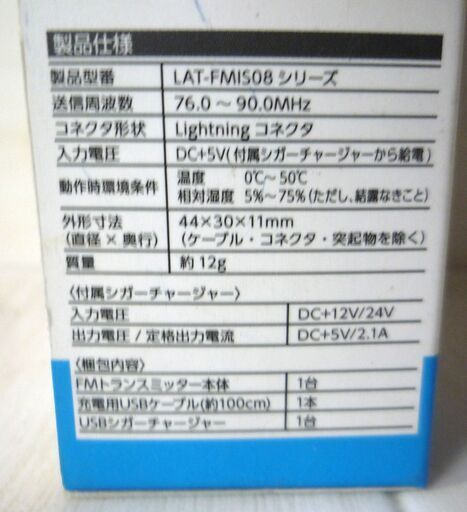 製品仕様
製品型番 LAT-FMIS08 シリーズ
送信周波数 76.0 ～ 90.0MHz
コネクタ形状 Lightning コネクタ
入力電圧 DC+5V(付属シガーチャージャーから給電)
動作時環境条件 温度 0℃～ 50℃
相対湿度 5%～ 75%(ただし、結露なきこと)
外形寸法 44×30×11mm
(直径 × 奥行) (ケーブル・コネクタ・突起物を除く)
質量 約 12g
〈付属シガーチャージャー〉
入力電圧 DC+12V/24V
出力電圧 / 定格出力電流 DC+5V/2.1A
〈梱包内容〉
FMトランスミッター本体 1台
充電用USBケーブル(約100cm) 1本
USBシガーチャージャー 1台